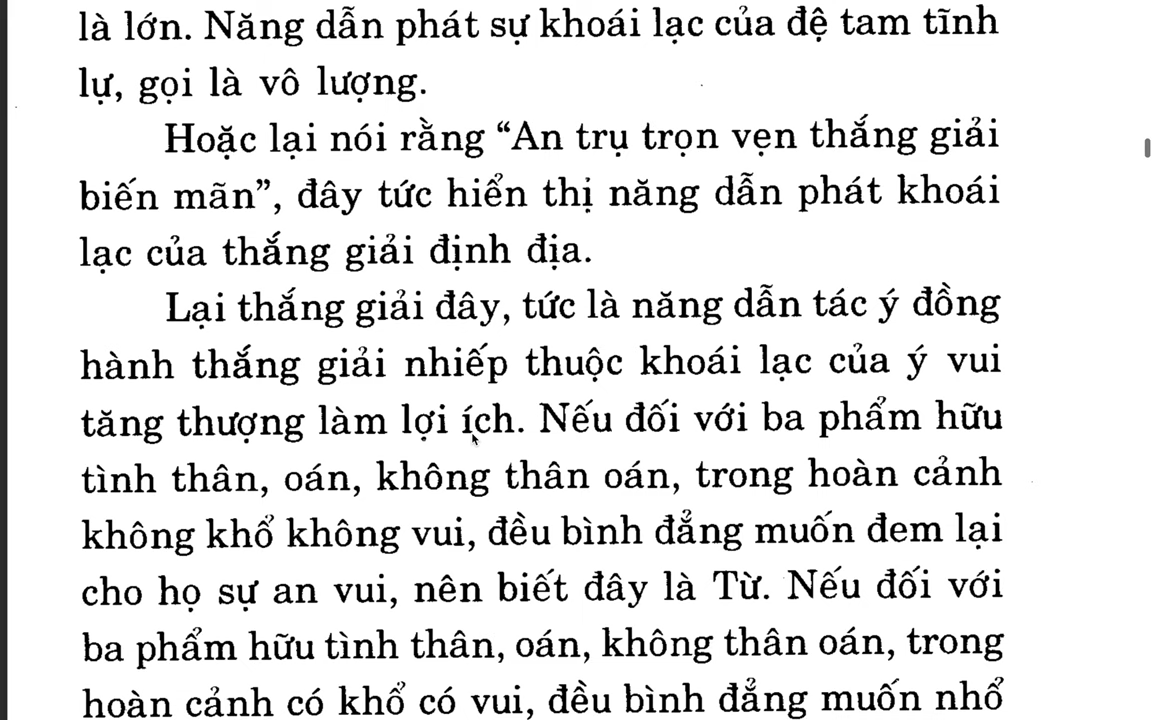 là lớn. Năng dẫn phát sự khoái lạc của đệ tam tĩnh
lự, gọi là vô lượng.
Hoặc lại nói rằng “An trụ trọn vẹn thắng giải
biến mãn”, đây tức hiển thị năng dẫn phát khoái
lạc của thắng giải định địa.
Lại thắng giải đây, tức là năng dẫn tác ý đồng
hành thắng giải nhiếp thuộc khoái lạc của ý vui
tăng thượng làm lợi ích. Nếu đối với ba phẩm hữu
tình thân, oán, không thân oán, trong hoàn cảnh
không khổ không vui, đều bình đẳng muốn đem lại
cho họ sự an vui, nên biết đây là Từ. Nếu đối với
ba phẩm hữu tình thân, oán, không thân oán, trong
hoàn cảnh có khổ có vui, đều bình đẳng muốn nhổ